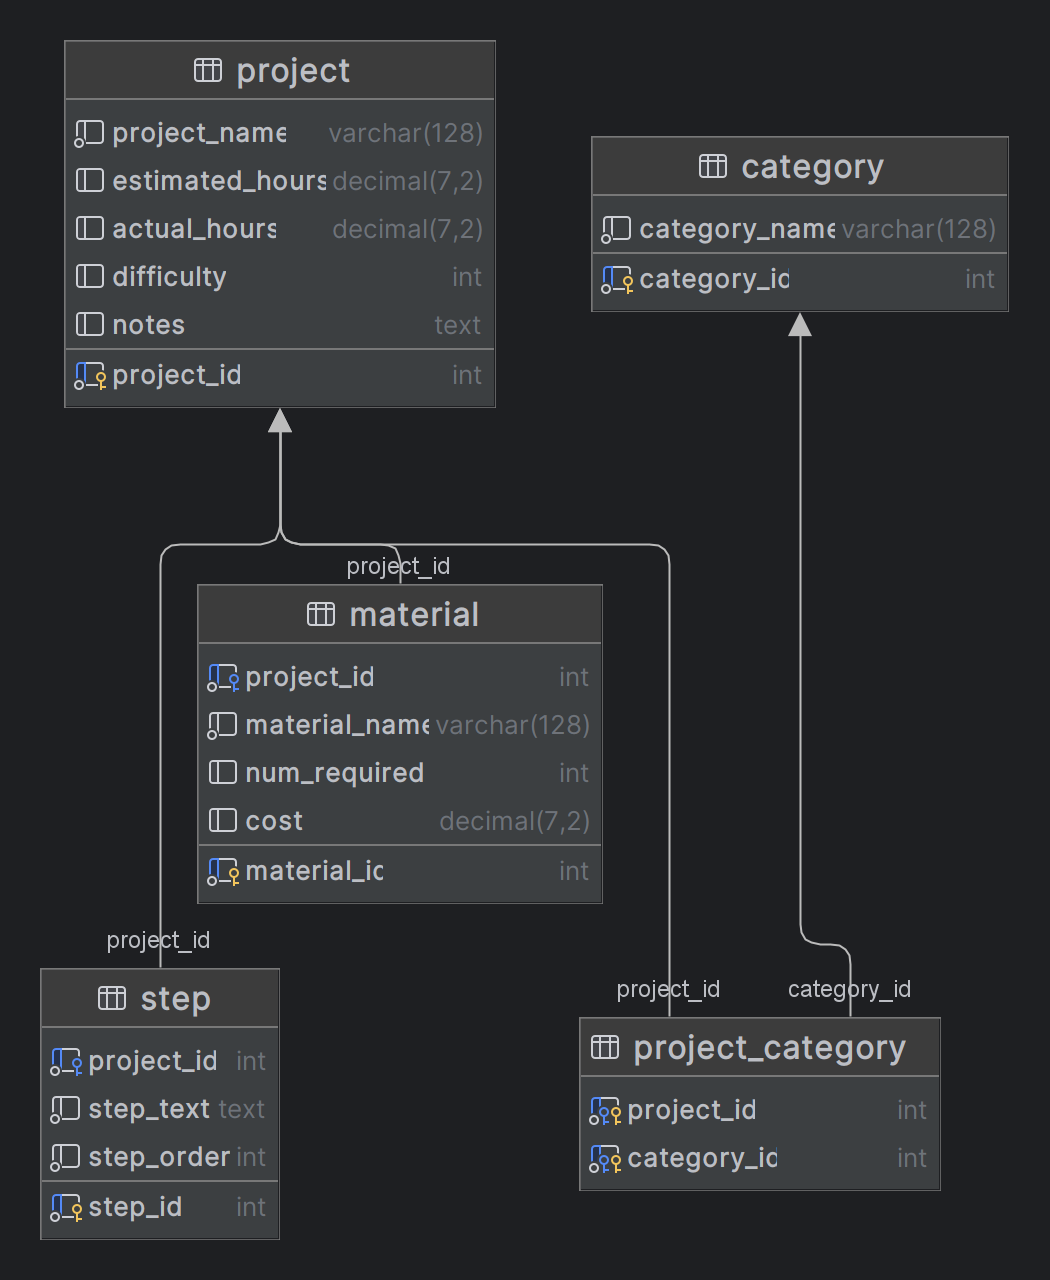 project
project_name varchar(128)
estimated_hours decimal(7,2)
actual_hours decimal(7,2)
difficulty int
notes text
project_id int
category
category_name varchar(128)
category_id int
project_id
material
project_id int
material_name varchar(128)
num_required int
cost decimal(7,2)
material_id int
project_id
step
project_id int
step_text text
step_order int
step_id int
project_id
category_id
project_category
project_id int
category_id int